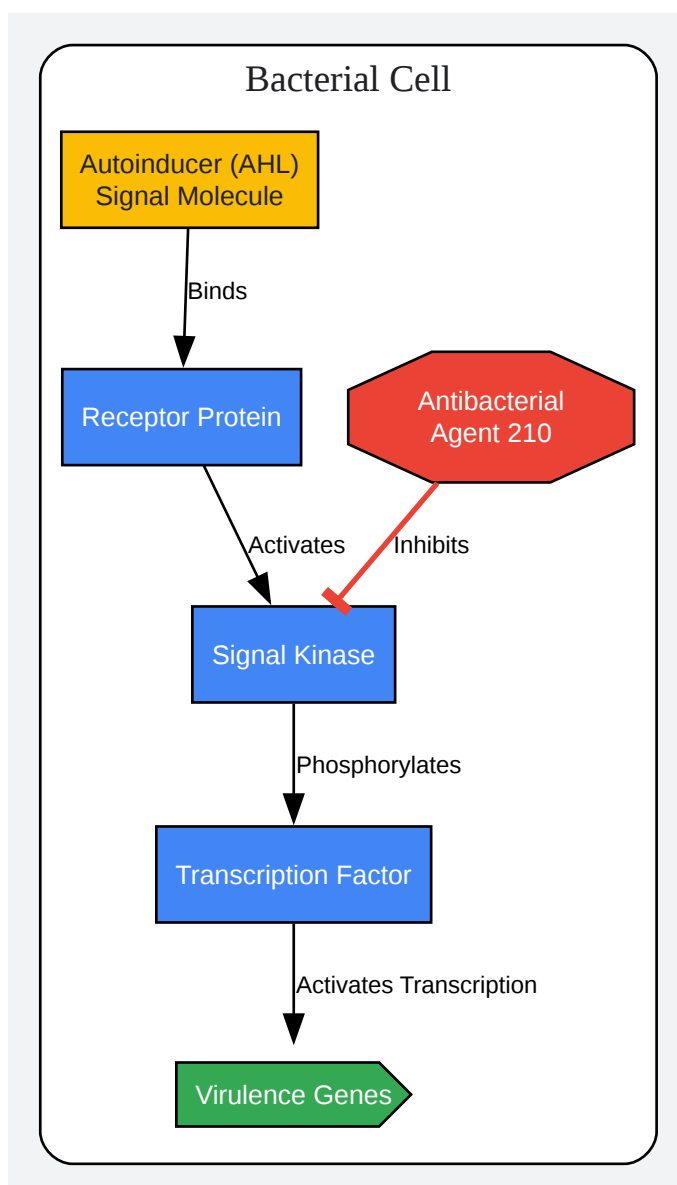 Bacterial Cell
Autoinducer (AHL)
Signal Molecule
Binds
Receptor Protein
Antibacterial
Agent 210
Activates
Inhibits
Signal Kinase
Phosphorylates
Transcription Factor
Activates Transcription
Virulence Genes